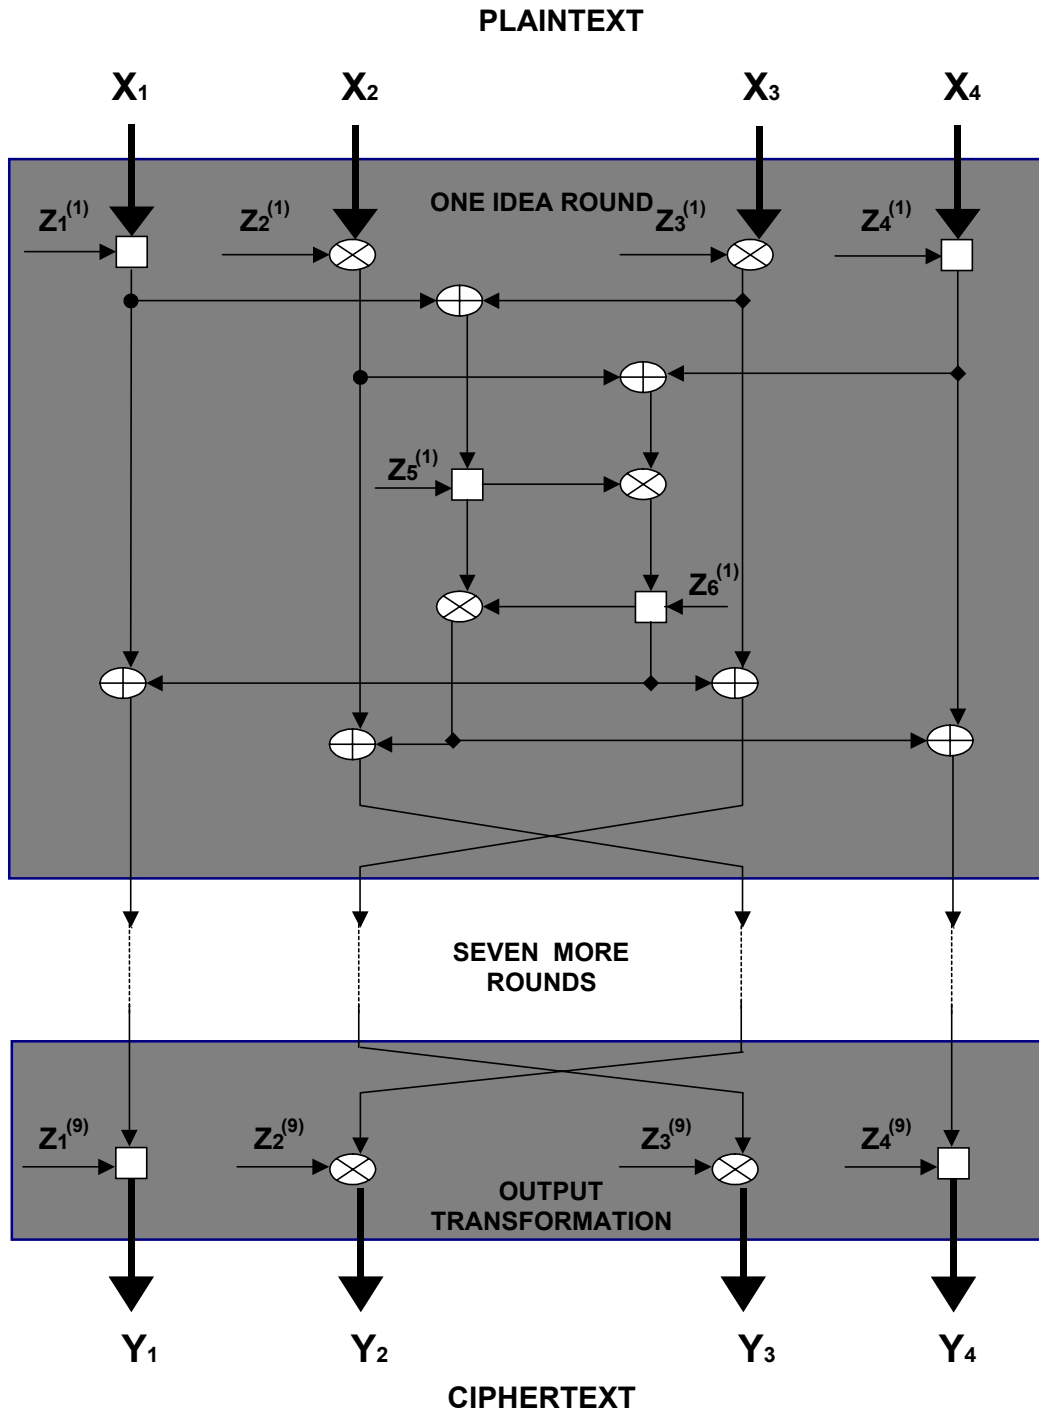 PLAINTEXT
X1 X2 X3 X4
ONE IDEA ROUND
Z1(1) Z2(1) Z3(1) Z4(1)
Z5(1)
Z6(1)
SEVEN MORE
ROUNDS
Z1(9) Z2(9) Z3(9) Z4(9)
OUTPUT
TRANSFORMATION
Y1 Y2 Y3 Y4
CIPHERTEXT